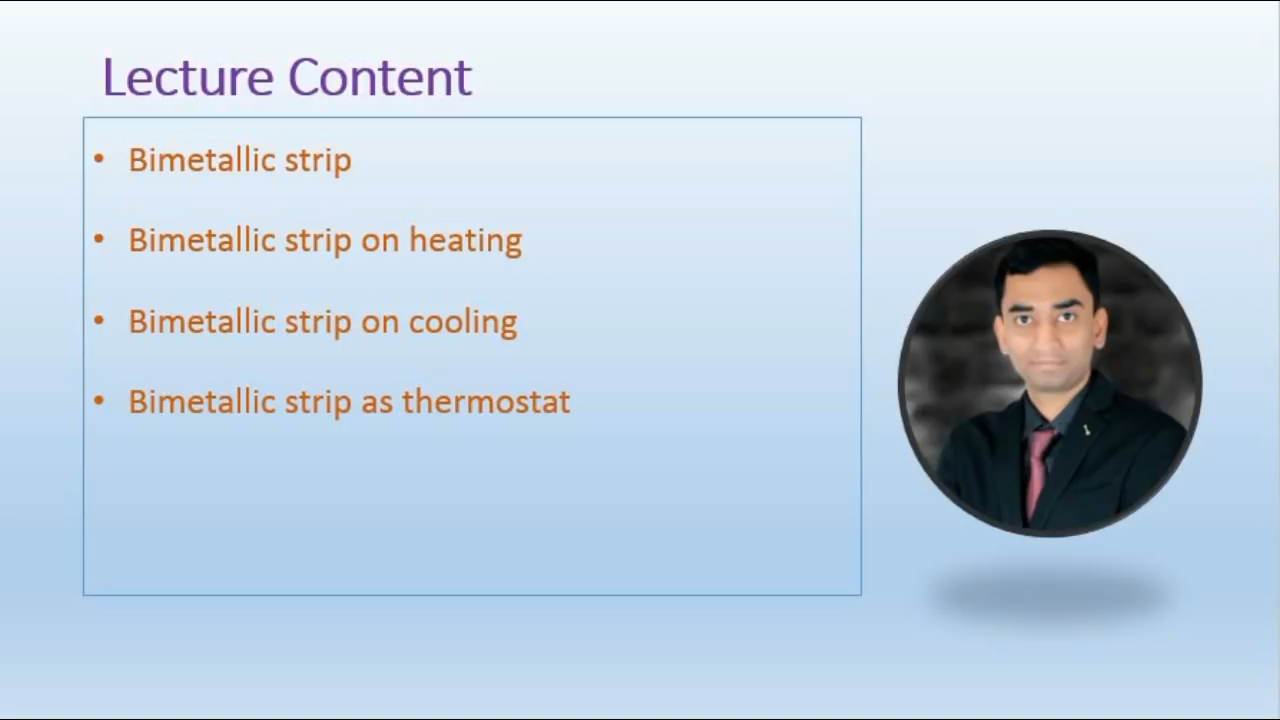 Lecture Content
• Bimetallic strip
• Bimetallic strip on heating
• Bimetallic strip on cooling
• Bimetallic strip as thermostat